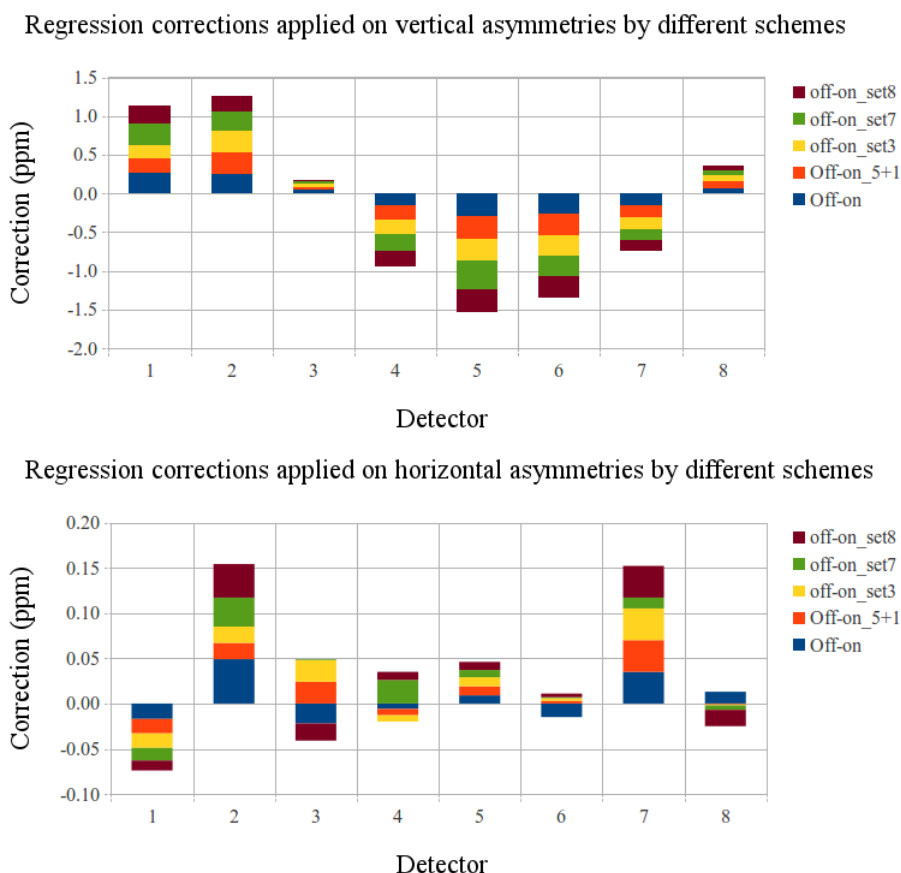 Regression corrections applied on vertical asymmetries by different schemes
Correction (ppm)
1.5
1.0
0.5
0.0
-0.5
-1.0
-1.5
-2.0
1 2 3 4 5 6 7 8
Detector
off-on_set8
off-on_set7
off-on_set3
Off-on_5+1
Off-on
Regression corrections applied on horizontal asymmetries by different schemes
Correction (ppm)
0.20
0.15
0.10
0.05
0.00
-0.05
-0.10
1 2 3 4 5 6 7 8
Detector
off-on_set8
off-on_set7
off-on_set3
Off-on_5+1
Off-on